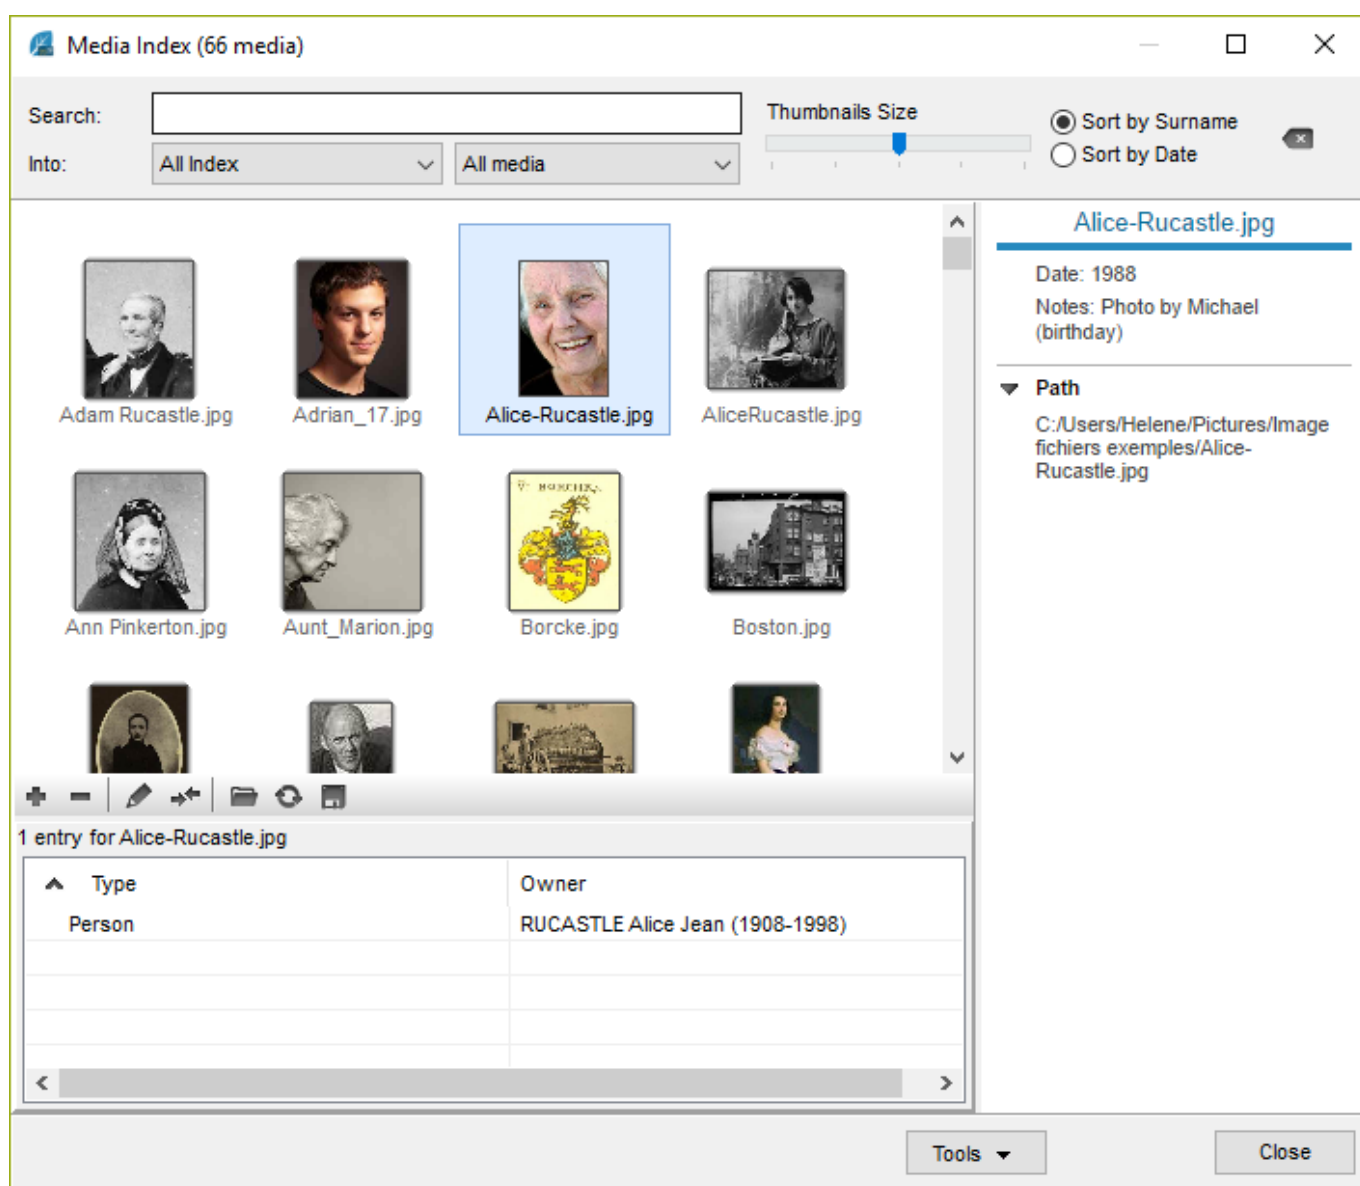 Media Index (66 media)
Search:
Thumbnails Size
Sort by Surname
Into:
All Index
All media
Sort by Date
Alice-Rucastle.jpg
Date: 1988
Notes: Photo by Michael
(birthday)
Path
C:/Users/Helene/Pictures/Image
fichiers exemples/Alice-
Rucastle.jpg
Adam Rucastle.jpg
Adrian_17.jpg
Alice-Rucastle.jpg
AliceRucastle.jpg
Ann Pinkerton.jpg
Aunt_Marion.jpg
Borcke.jpg
Boston.jpg
1 entry for Alice-Rucastle.jpg
Type
Owner
Person
RUCASTLE Alice Jean (1908-1998)
Tools
Close